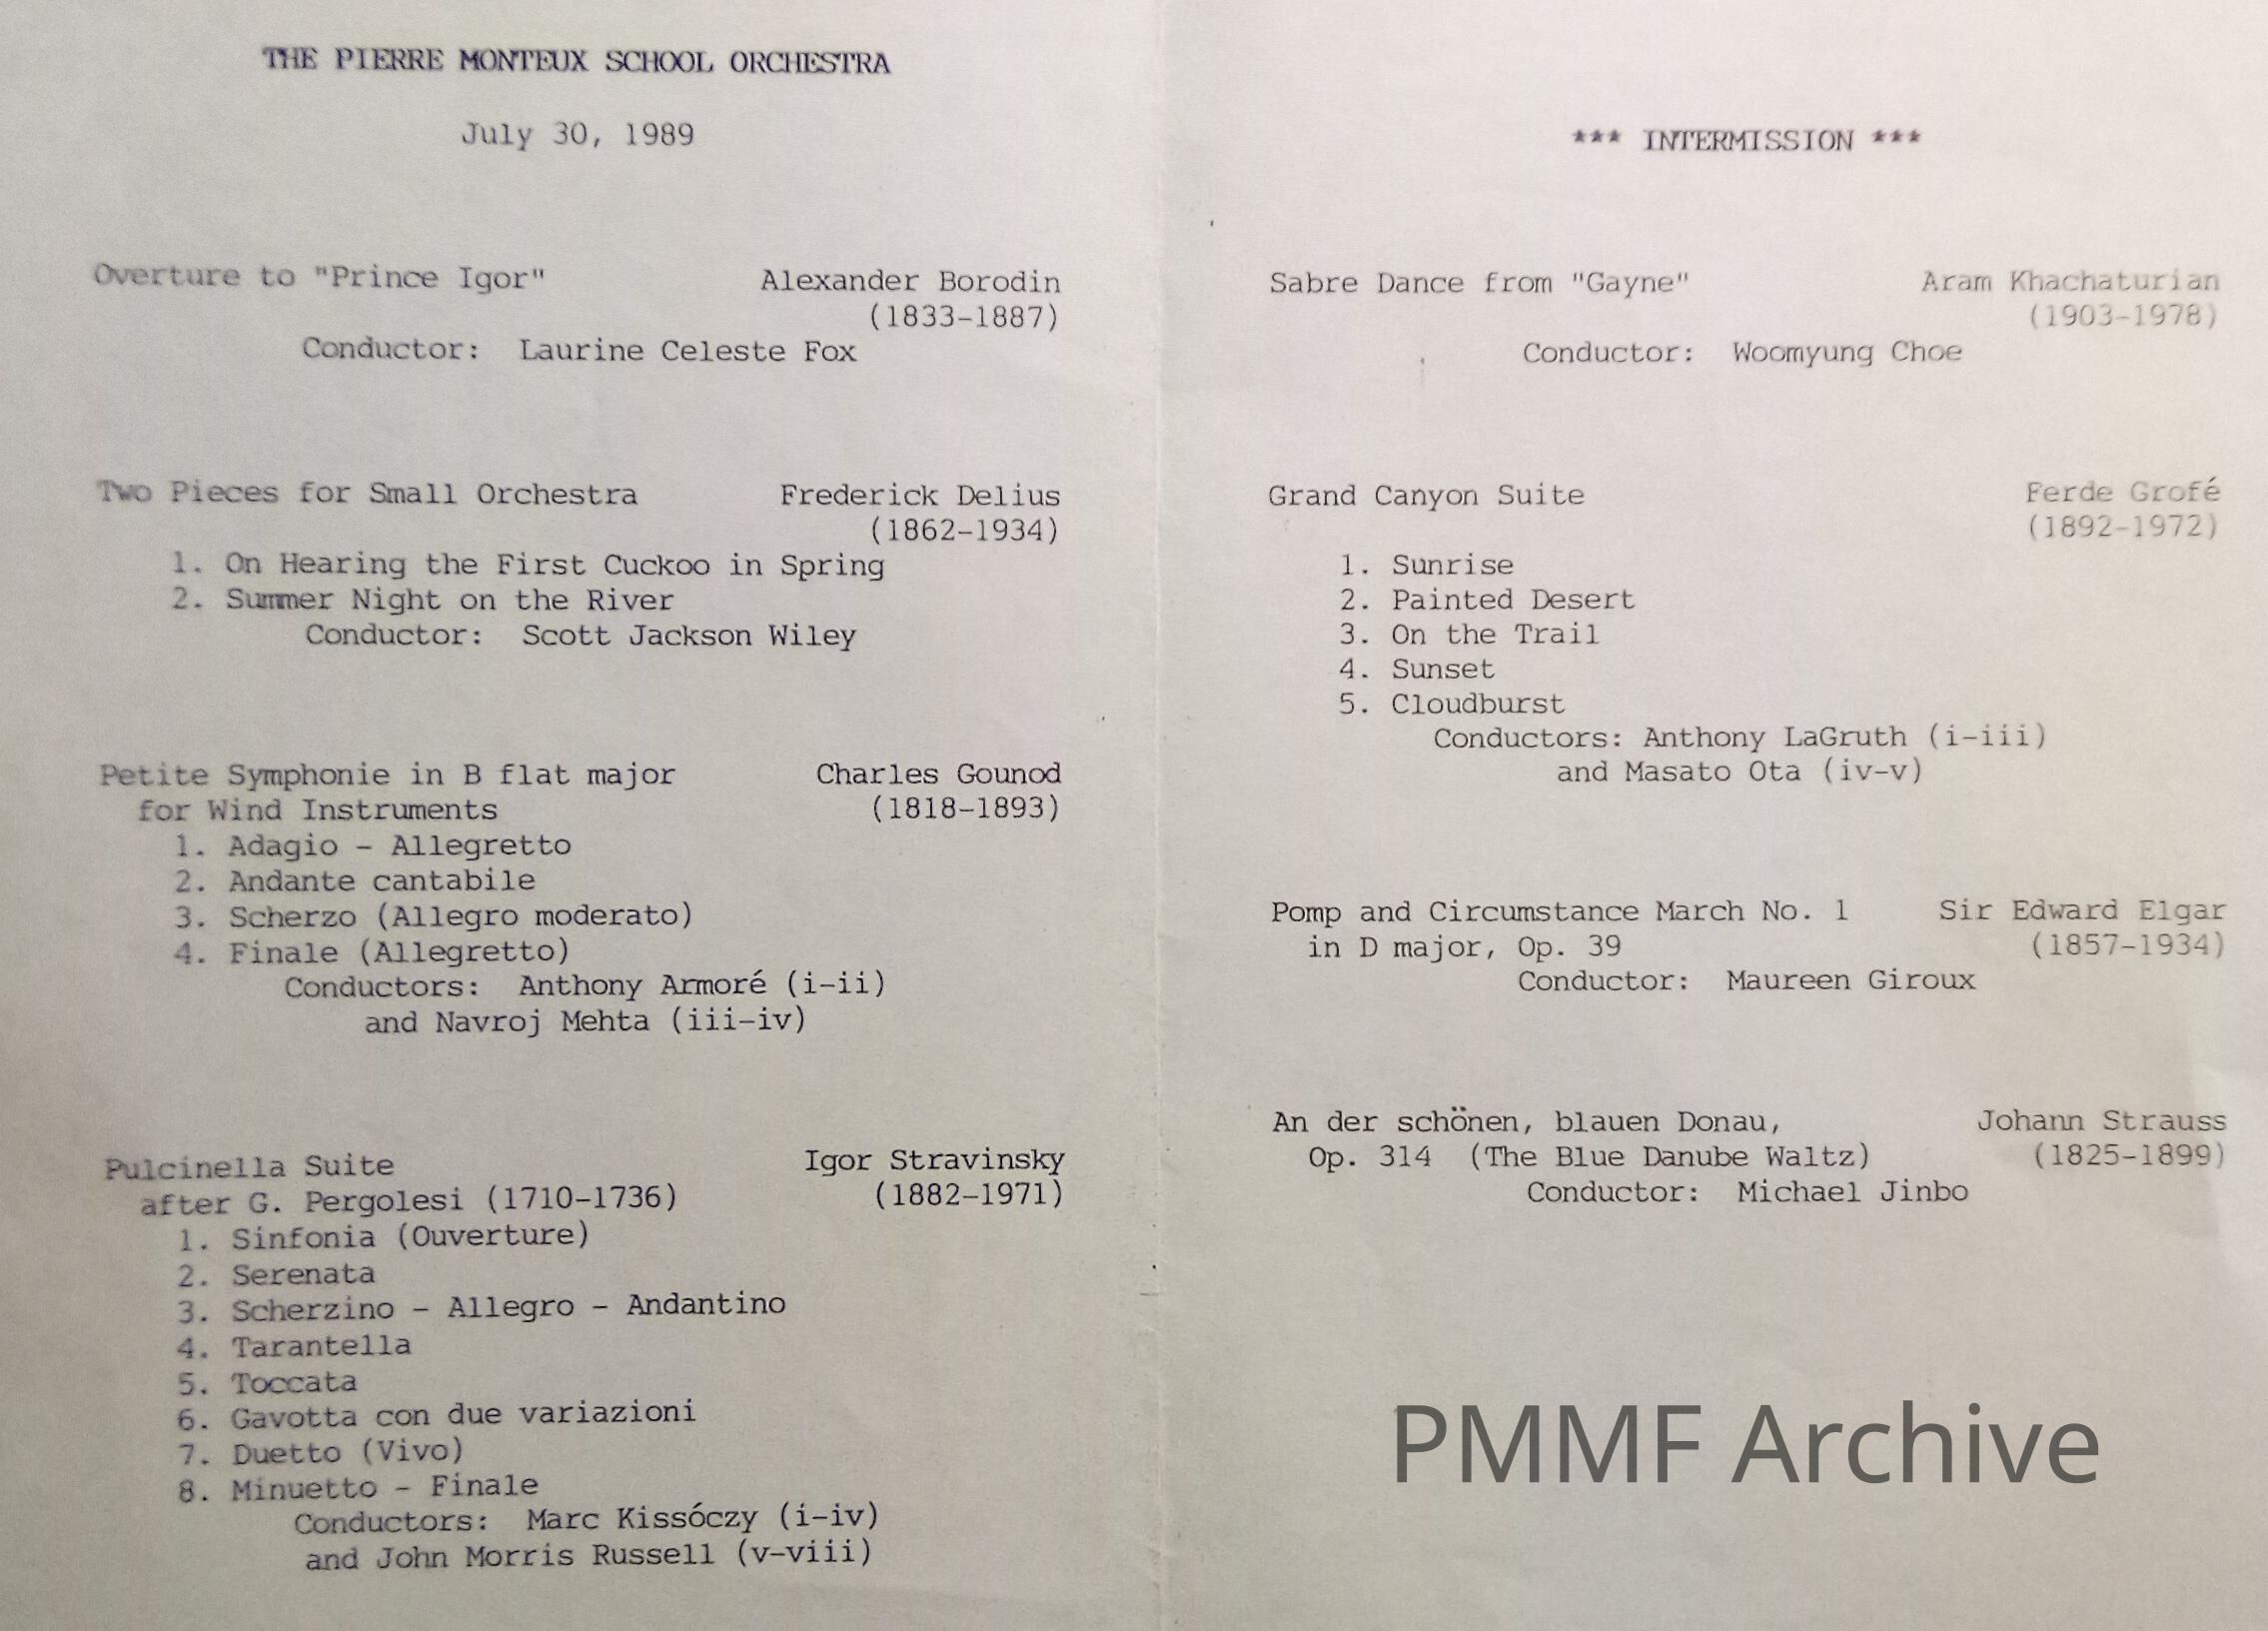 THE PIERRE MONTEUX SCHOOL ORCHESTRA
July 30, 1989
Overture to "Prince Igor" Alexander Borodin
(1833-1887)
Conductor: Laurine Celeste Fox
Two Pieces for Small Orchestra Frederick Delius
(1862-1934)
1. On Hearing the First Cuckoo in Spring
2. Summer Night on the River
Conductor: Scott Jackson Wiley
Petite Symphonie in B flat major Charles Gounod
for Wind Instruments (1818-1893)
1. Adagio - Allegretto
2. Andante cantabile
3. Scherzo (Allegro moderato)
4. Finale (Allegretto)
Conductors: Anthony Armoré (i-ii)
and Navroj Mehta (iii-iv)
Pulcinella Suite Igor Stravinsky
after G. Pergolesi (1710-1736) (1882-1971)
1. Sinfonia (Ouverture)
2. Serenata
3. Scherzino - Allegro - Andantino
4. Tarantella
5. Toccata
6. Gavotta con due variazioni
7. Duetto (Vivo)
8. Minuetto - Finale
Conductors: Marc Kissóczy (i-iv)
and John Morris Russell (v-viii)
*** INTERMISSION ***
Sabre Dance from "Gayne" Aram Khachaturian
(1903-1978)
Conductor: Woomyung Choe
Grand Canyon Suite Ferde Grofé
(1892-1972)
1. Sunrise
2. Painted Desert
3. On the Trail
4. Sunset
5. Cloudburst
Conductors: Anthony LaGruth (i-iii)
and Masato Ota (iv-v)
Pomp and Circumstance March No. 1 Sir Edward Elgar
in D major, Op. 39 (1857-1934)
Conductor: Maureen Giroux
An der schönen, blauen Donau, Johann Strauss
Op. 314 (The Blue Danube Waltz) (1825-1899)
Conductor: Michael Jinbo
PMMF Archive